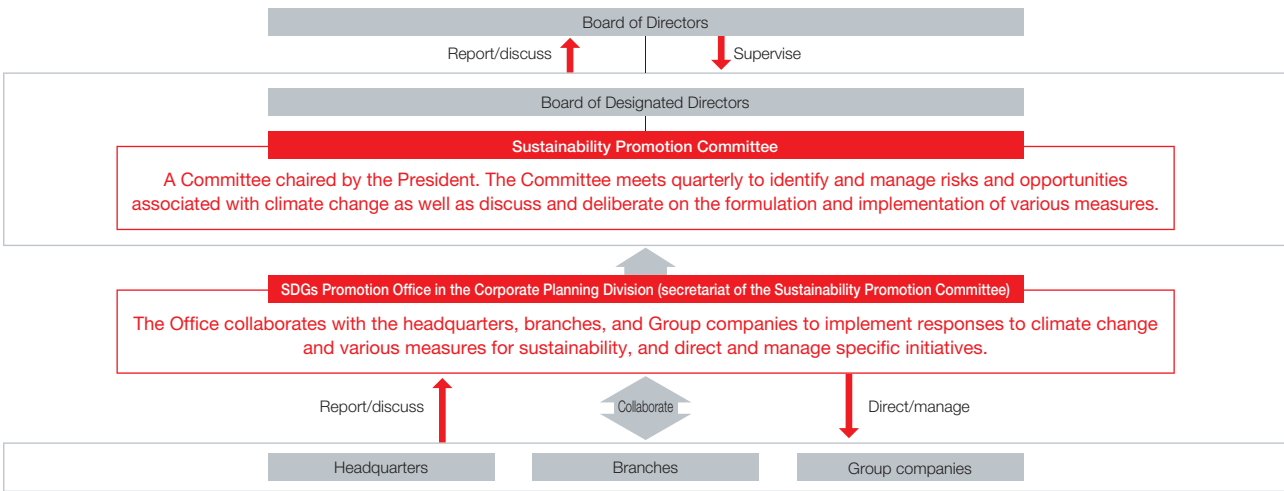 Board of Directors
Report/discuss
Supervise
Board of Designated Directors
Sustainability Promotion Committee
A Committee chaired by the President. The Committee meets quarterly to identify and manage risks and opportunities
associated with climate change as well as discuss and deliberate on the formulation and implementation of various measures.
SDGs Promotion Office in the Corporate Planning Division (secretariat of the Sustainability Promotion Committee)
The Office collaborates with the headquarters, branches, and Group companies to implement responses to climate change
and various measures for sustainability, and direct and manage specific initiatives.
Report/discuss
Collaborate
Direct/manage
Headquarters
Branches
Group companies